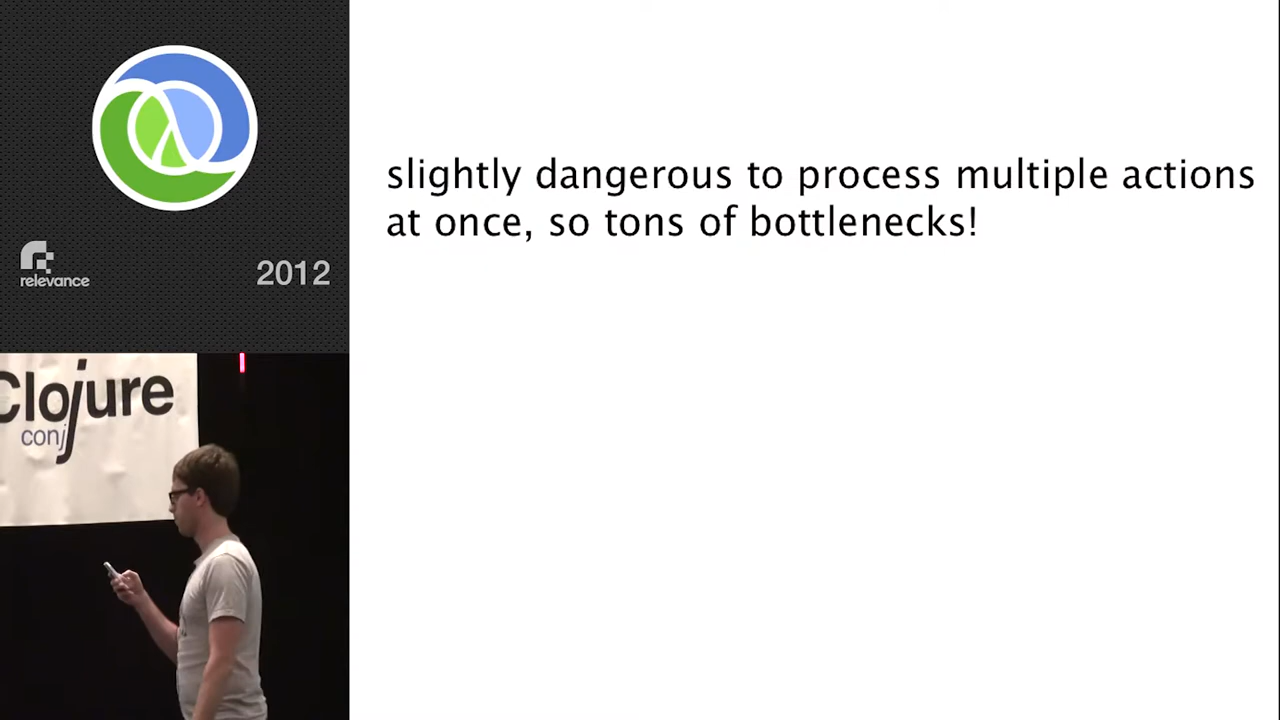 relevance
2012
slightly dangerous to process multiple actions
at once, so tons of bottlenecks!
Clojure
conj